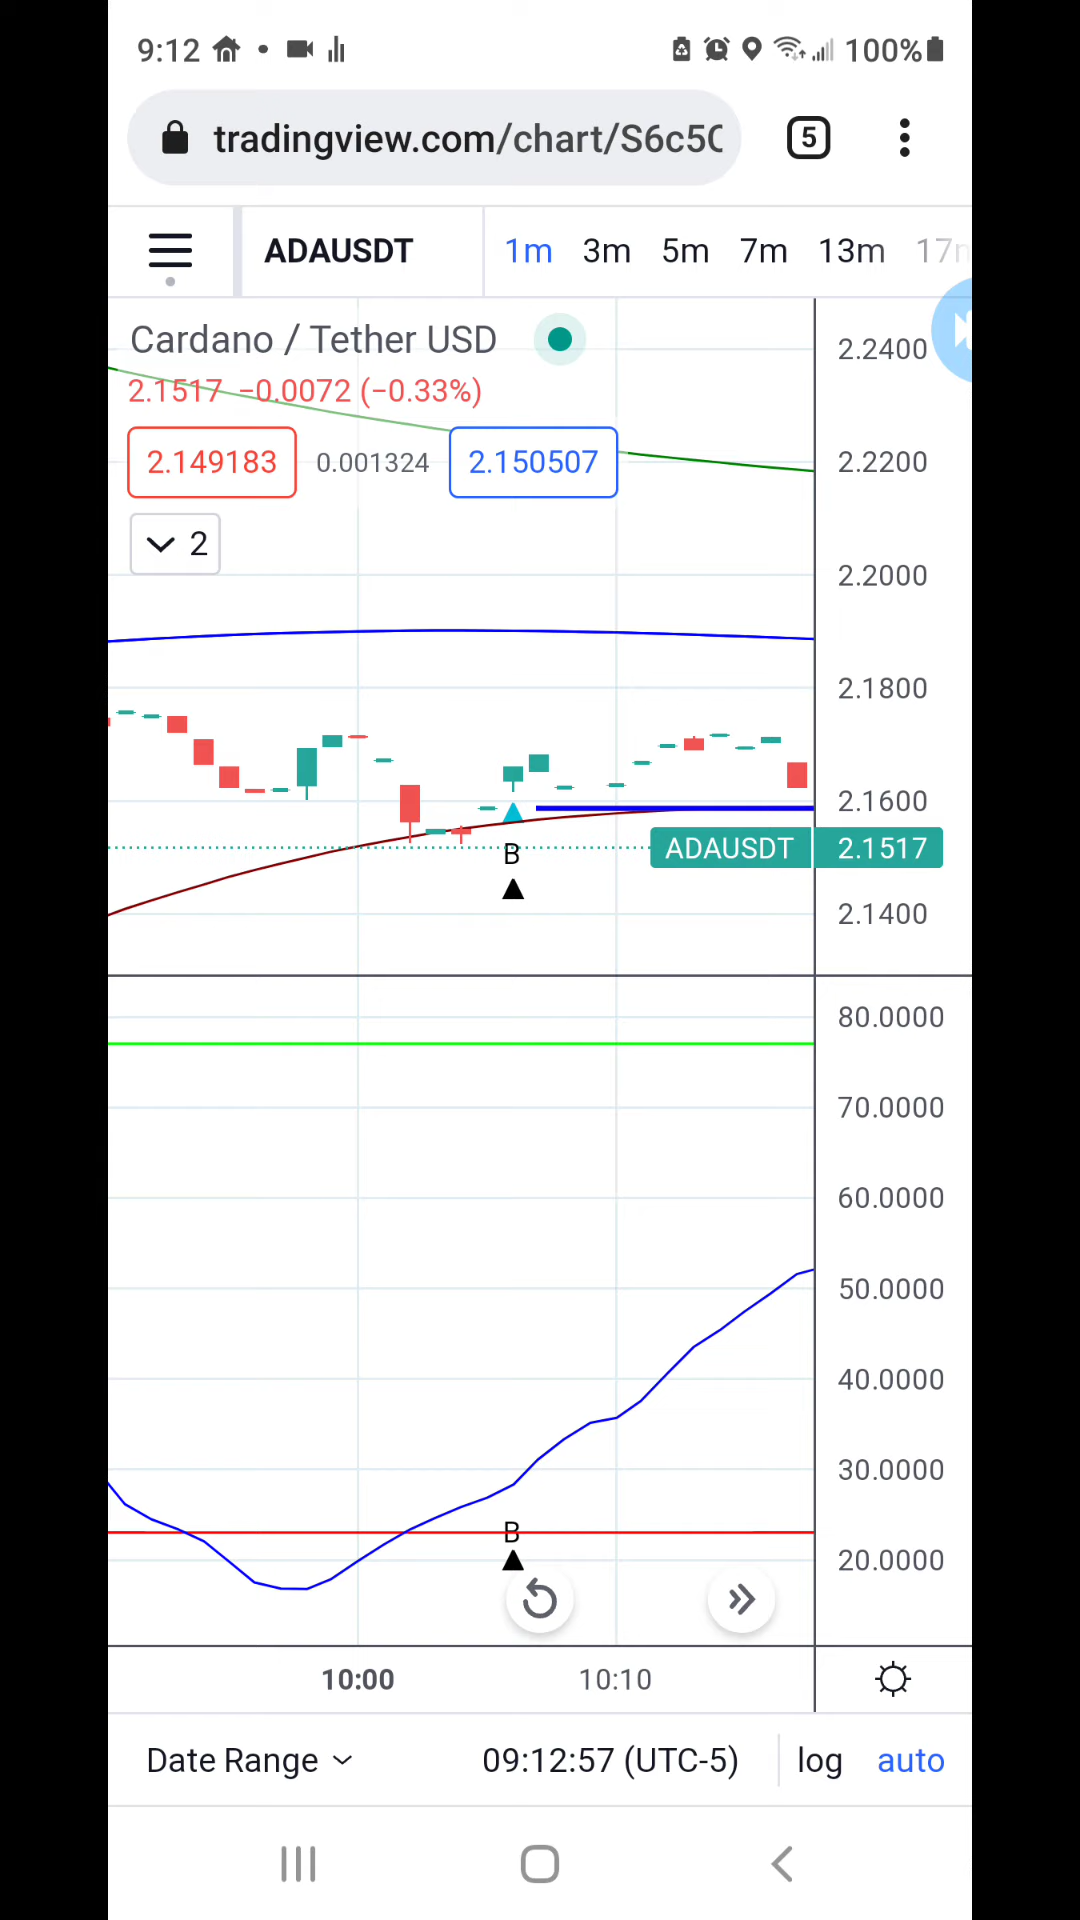 9:12 100%
tradingview.com/chart/S6c5C
5
ADAUSDT 1m 3m 5m 7m 13m 17m
Cardano / Tether USD
2.1517 −0.0072 (−0.33%)
2.149183 0.001324 2.150507
2
2.2400
2.2200
2.2000
2.1800
2.1600
ADAUSDT 2.1517
B
2.1400
80.0000
70.0000
60.0000
50.0000
40.0000
30.0000
B
20.0000
10:00 10:10
Date Range 09:12:57 (UTC-5) log auto